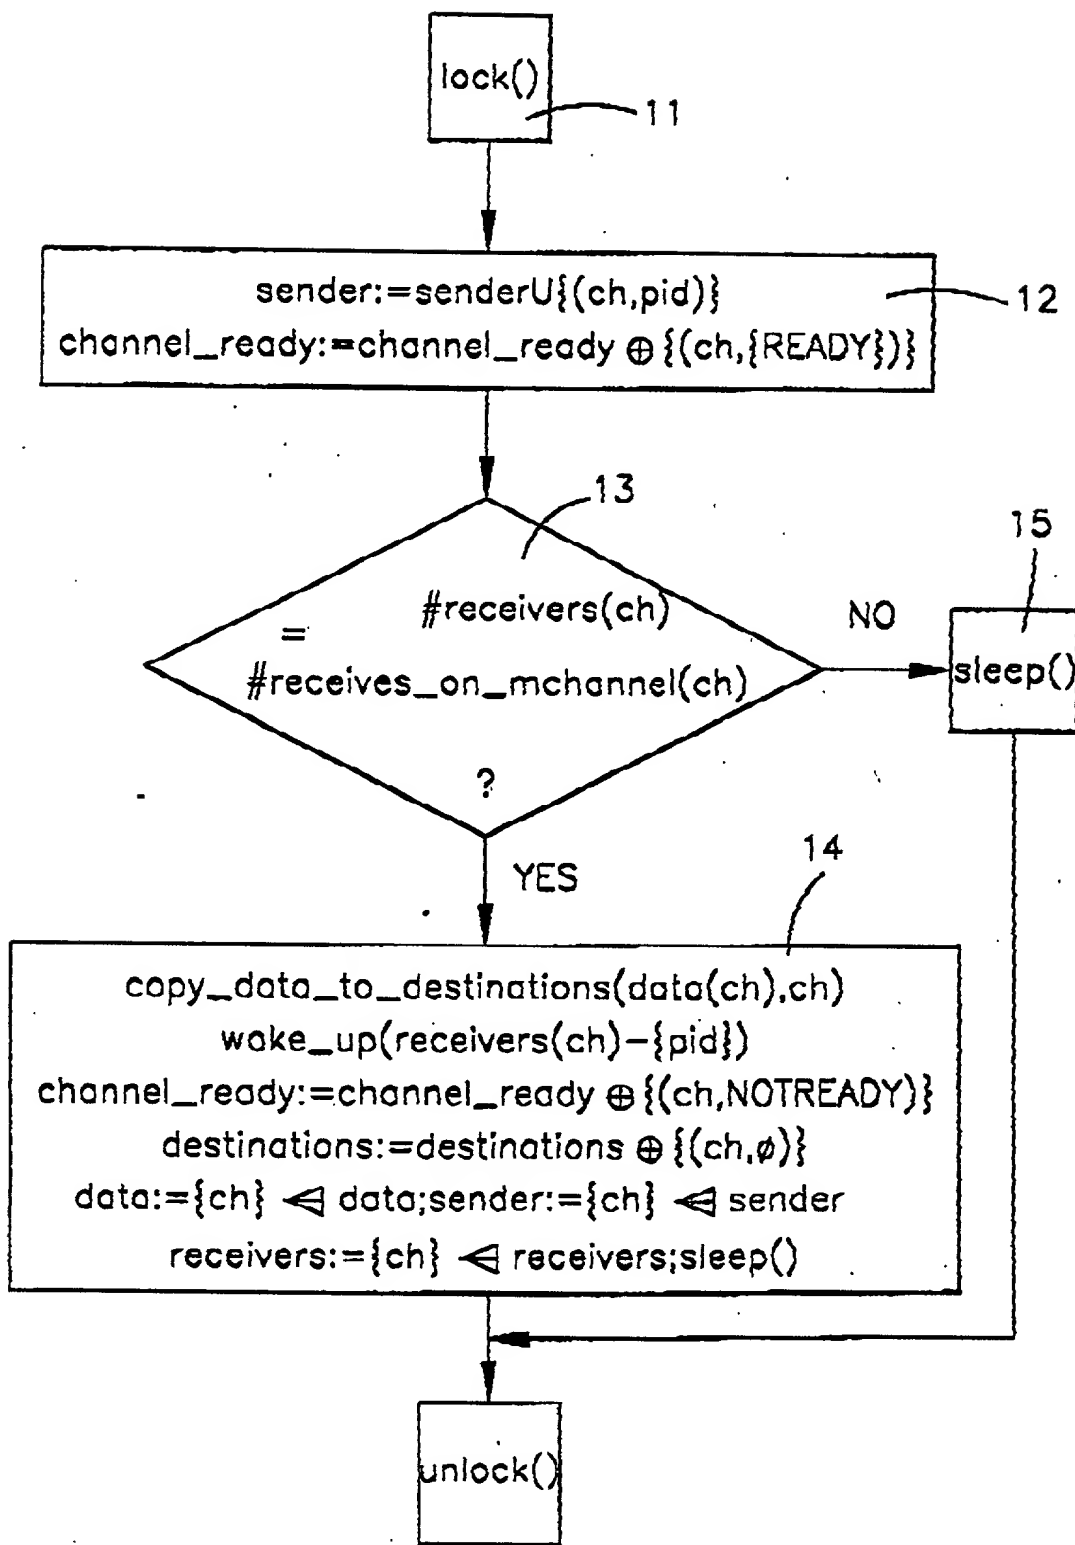 lock()
11
sender:=senderU{(ch,pid)}
12
channel_ready:=channel_ready ⊕ {(ch,{READY})}
13
15
#receivers(ch)
NO
=
sleep()
#receives_on_mchannel(ch)
?
14
YES
copy_data_to_destinations(data(ch),ch)
wake_up(receivers(ch)-{pid})
channel_ready:=channel_ready ⊕ {(ch,NOTREADY)}
destinations:=destinations ⊕ {(ch,ø)}
data:={ch} ⩤ data;sender:={ch} ⩤ sender
receivers:={ch} ⩤ receivers;sleep()
unlock()